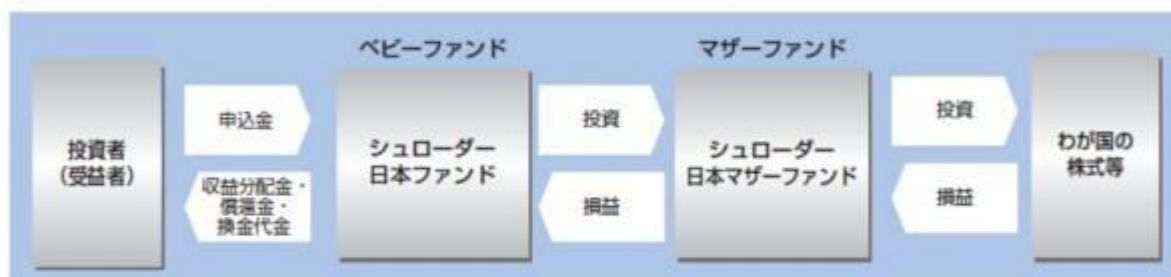 ベビーファンド
マザーファンド
投資者
(受益者)
申込金
収益分配金・
償還金・
換金代金
シュローダー
日本ファンド
投資
損益
シュローダー
日本マザーファンド
投資
損益
わが国の
株式等